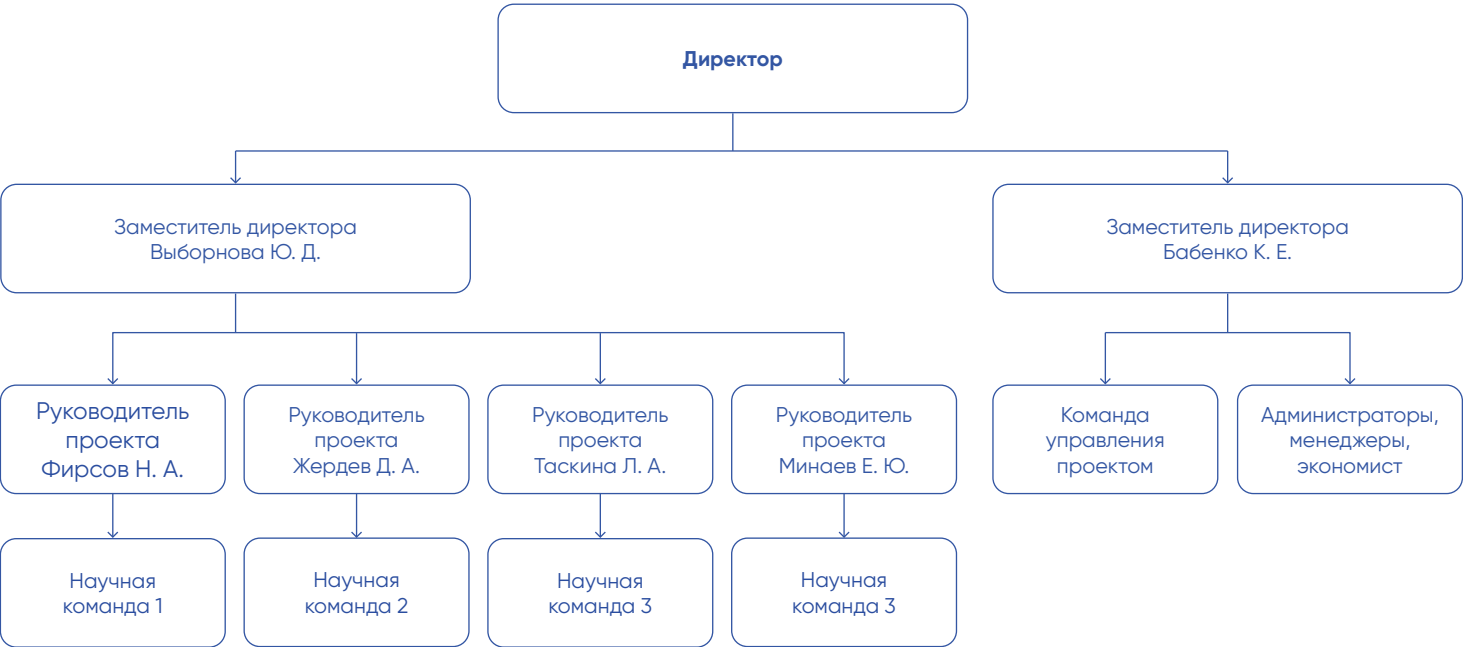 Директор
Заместитель директора
Выборнова Ю. Д.
Заместитель директора
Бабенко К. Е.
Руководитель
проекта
Фирсов Н. А.
Руководитель
проекта
Жердев Д. А.
Руководитель
проекта
Таскина Л. А.
Руководитель
проекта
Минаев Е. Ю.
Команда
управления
проектом
Администраторы,
менеджеры,
экономист
Научная
команда 1
Научная
команда 2
Научная
команда 3
Научная
команда 3